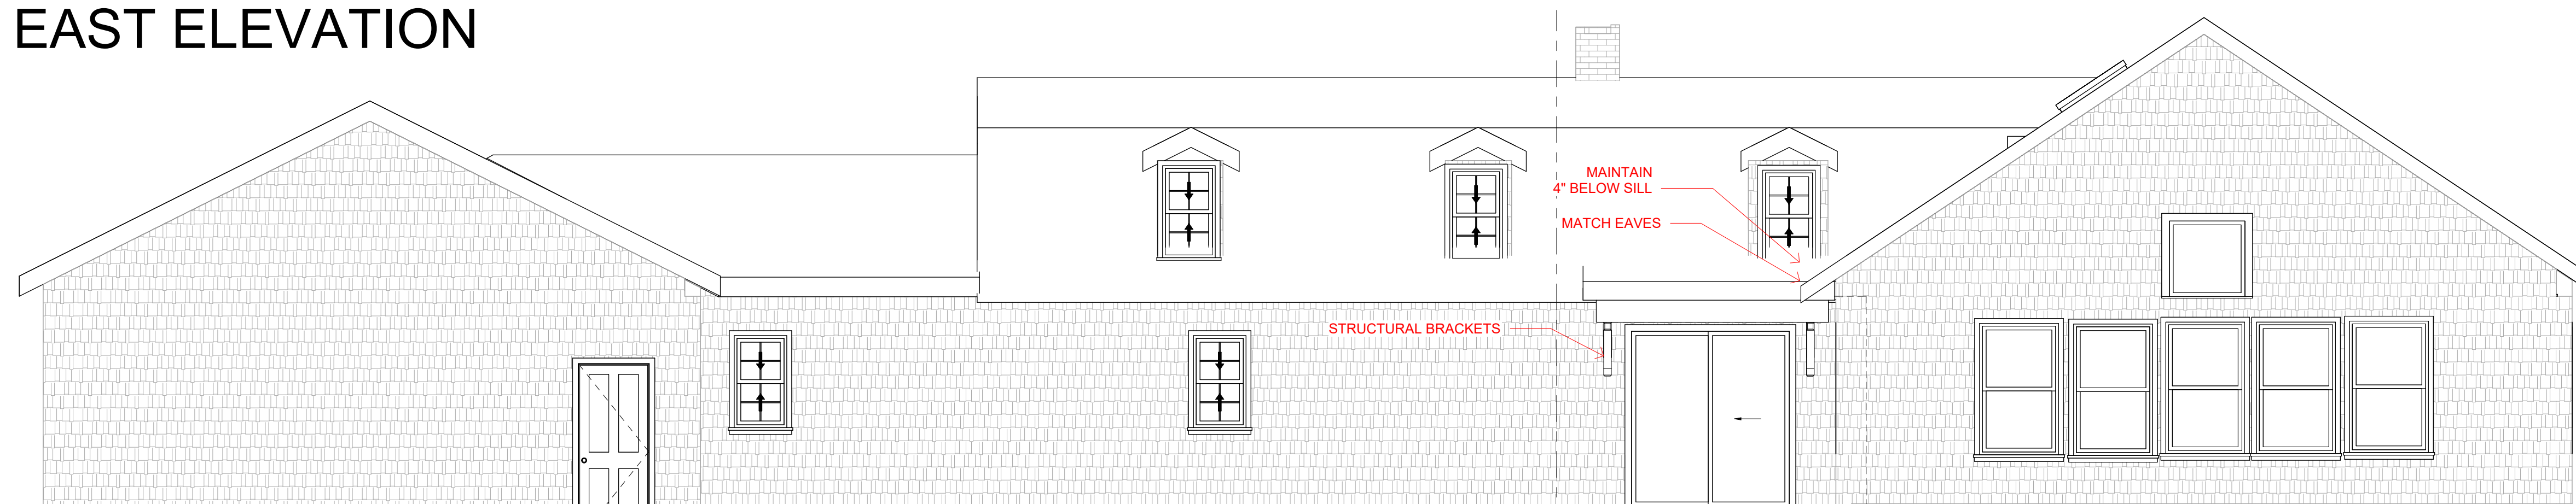 EAST ELEVATION
MAINTAIN
4" BELOW SILL
MATCH EAVES
STRUCTURAL BRACKETS